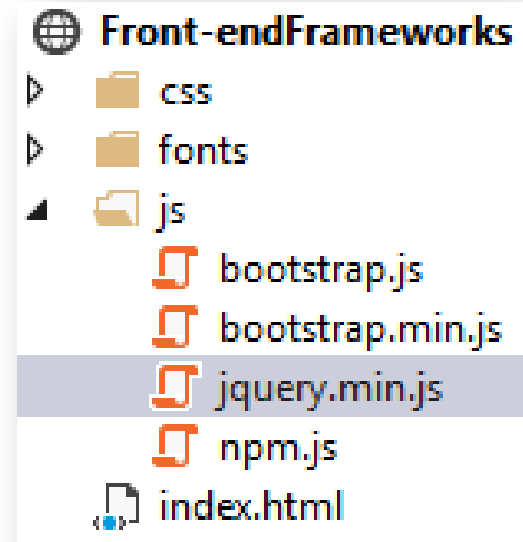 Front-endFrameworks
css
fonts
js
bootstrap.js
bootstrap.min.js
jquery.min.js
npm.js
index.html